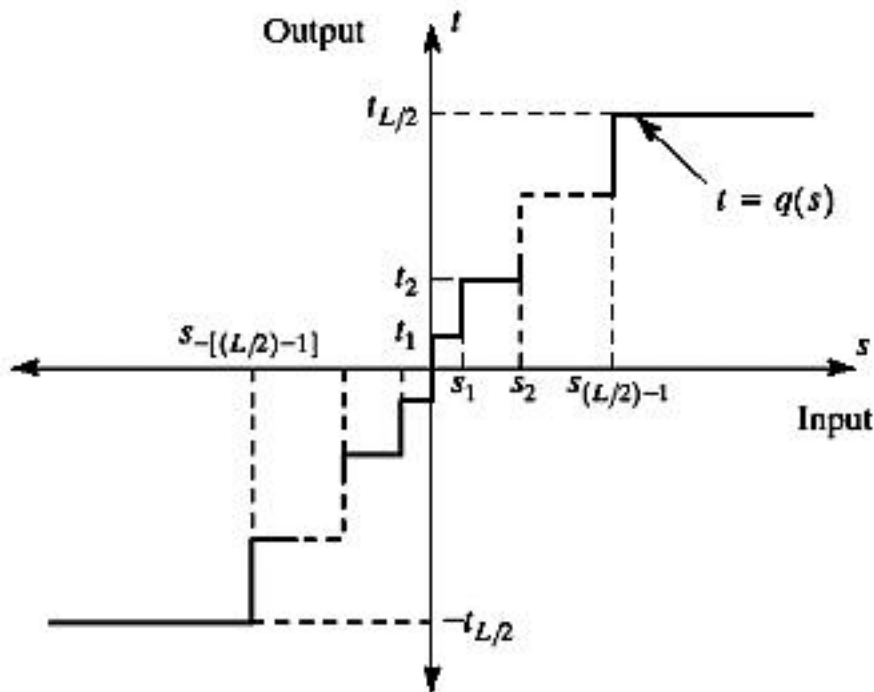 Output
t
t_{L/2}
t = q(s)
t_2
s_{-[(L/2)-1]}
t_1
s
s_1
s_2
s_{(L/2)-1}
Input
-t_{L/2}